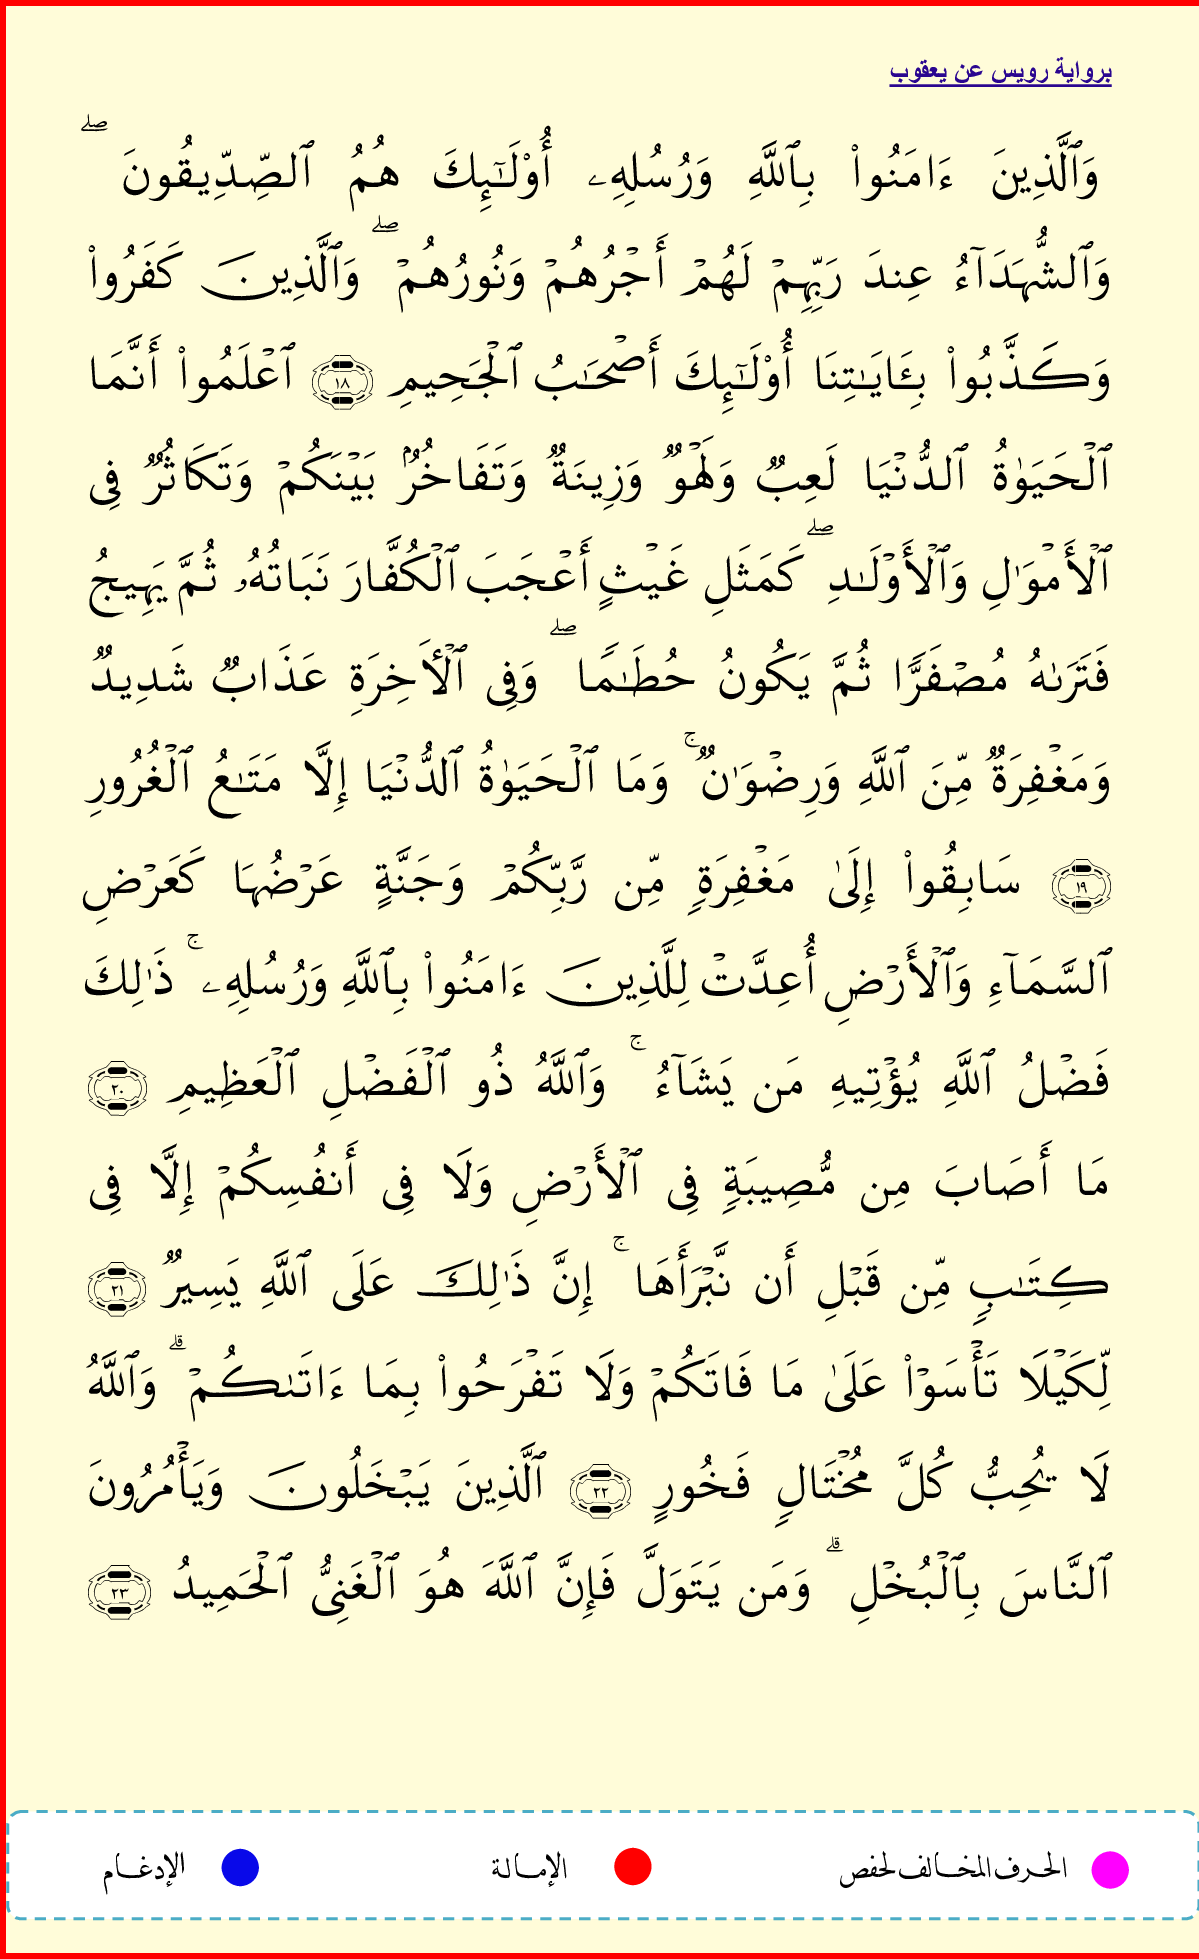 برواية رويس عن يعقوب
وَٱلَّذِينَ ءَامَنُوا۟ بِٱللَّهِ وَرُسُلِهِۦ أُو۟لَـٰٓئِكَ هُمُ ٱلصِّدِّيقُونَ ۖ
وَٱلشُّهَدَآءُ عِندَ رَبِّهِمْ لَهُمْ أَجْرُهُمْ وَنُورُهُمْ ۖ وَٱلَّذِينَ كَفَرُوا۟
وَكَذَّبُوا۟ بِـَٔايَـٰتِنَا أُو۟لَـٰٓئِكَ أَصْحَـٰبُ ٱلْجَحِيمِ ١٨ ٱعْلَمُوا۟ أَنَّمَا
ٱلْحَيَوٰةُ ٱلدُّنْيَا لَعِبٌ وَلَهْوٌ وَزِينَةٌ وَتَفَاخُرٌۢ بَيْنَكُمْ وَتَكَاثُرٌ فِى
ٱلْأَمْوَٰلِ وَٱلْأَوْلَـٰدِ ۖ كَمَثَلِ غَيْثٍ أَعْجَبَ ٱلْكُفَّارَ نَبَاتُهُۥ ثُمَّ يَهِيجُ
فَتَرَىٰهُ مُصْفَرًّا ثُمَّ يَكُونُ حُطَـٰمًا ۖ وَفِى ٱلْـَٔاخِرَةِ عَذَابٌ شَدِيدٌ
وَمَغْفِرَةٌ مِّنَ ٱللَّهِ وَرِضْوَٰنٌ ۚ وَمَا ٱلْحَيَوٰةُ ٱلدُّنْيَا إِلَّا مَتَـٰعُ ٱلْغُرُورِ
١٩ سَابِقُوا۟ إِلَىٰ مَغْفِرَةٍ مِّن رَّبِّكُمْ وَجَنَّةٍ عَرْضُهَا كَعَرْضِ
ٱلسَّمَآءِ وَٱلْأَرْضِ أُعِدَّتْ لِلَّذِينَ ءَامَنُوا۟ بِٱللَّهِ وَرُسُلِهِۦ ۚ ذَٰلِكَ
فَضْلُ ٱللَّهِ يُؤْتِيهِ مَن يَشَآءُ ۚ وَٱللَّهُ ذُو ٱلْفَضْلِ ٱلْعَظِيمِ ٢٠
مَا أَصَابَ مِن مُّصِيبَةٍ فِى ٱلْأَرْضِ وَلَا فِى أَنفُسِكُمْ إِلَّا فِى
كِتَـٰبٍ مِّن قَبْلِ أَن نَّبْرَأَهَا ۚ إِنَّ ذَٰلِكَ عَلَى ٱللَّهِ يَسِيرٌ ٢١
لِّكَيْلَا تَأْسَوْا۟ عَلَىٰ مَا فَاتَكُمْ وَلَا تَفْرَحُوا۟ بِمَا ءَاتَىٰكُمْ ۗ وَٱللَّهُ
لَا يُحِبُّ كُلَّ مُخْتَالٍ فَخُورٍ ٢٢ ٱلَّذِينَ يَبْخَلُونَ وَيَأْمُرُونَ
ٱلنَّاسَ بِٱلْبُخْلِ ۗ وَمَن يَتَوَلَّ فَإِنَّ ٱللَّهَ هُوَ ٱلْغَنِىُّ ٱلْحَمِيدُ ٢٣
الحرف المخالف لحفص الإمالة الإدغام